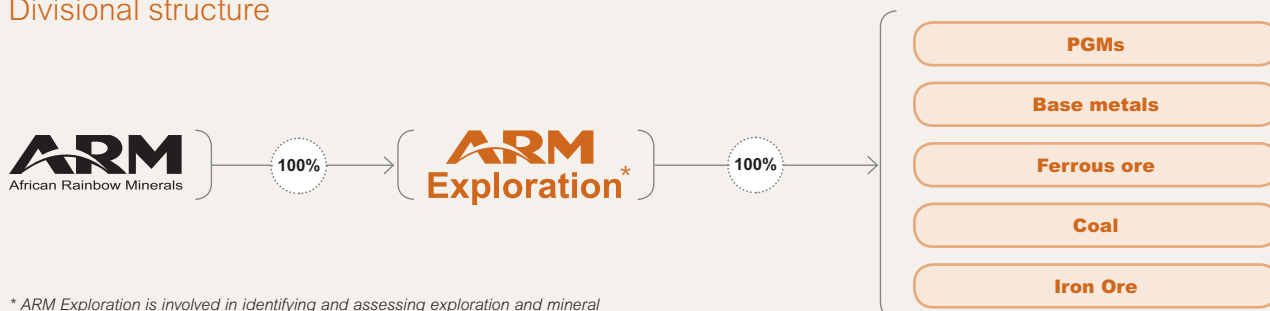 Divisional structure
ARM
African Rainbow Minerals
100%
ARM
Exploration*
100%
PGMs
Base metals
Ferrous ore
Coal
Iron Ore
* ARM Exploration is involved in identifying and assessing exploration and mineral